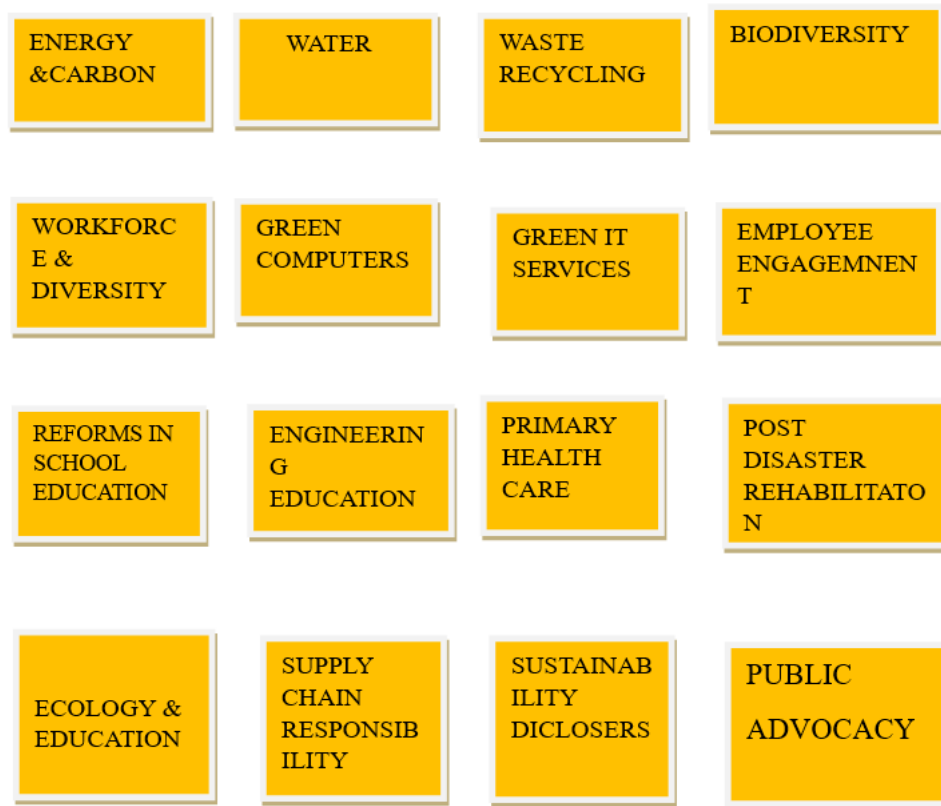 ENERGY
&CARBON
WATER
WASTE
RECYCLING
BIODIVERSITY
WORKFORC
E &
DIVERSITY
GREEN
COMPUTERS
GREEN IT
SERVICES
EMPLOYEE
ENGAGEMNEN
T
REFORMS IN
SCHOOL
EDUCATION
ENGINEERIN
G
EDUCATION
PRIMARY
HEALTH
CARE
POST
DISASTER
REHABILITATO
N
ECOLOGY &
EDUCATION
SUPPLY
CHAIN
RESPONSIB
ILITY
SUSTAINAB
ILITY
DICLOSERS
PUBLIC
ADVOCACY